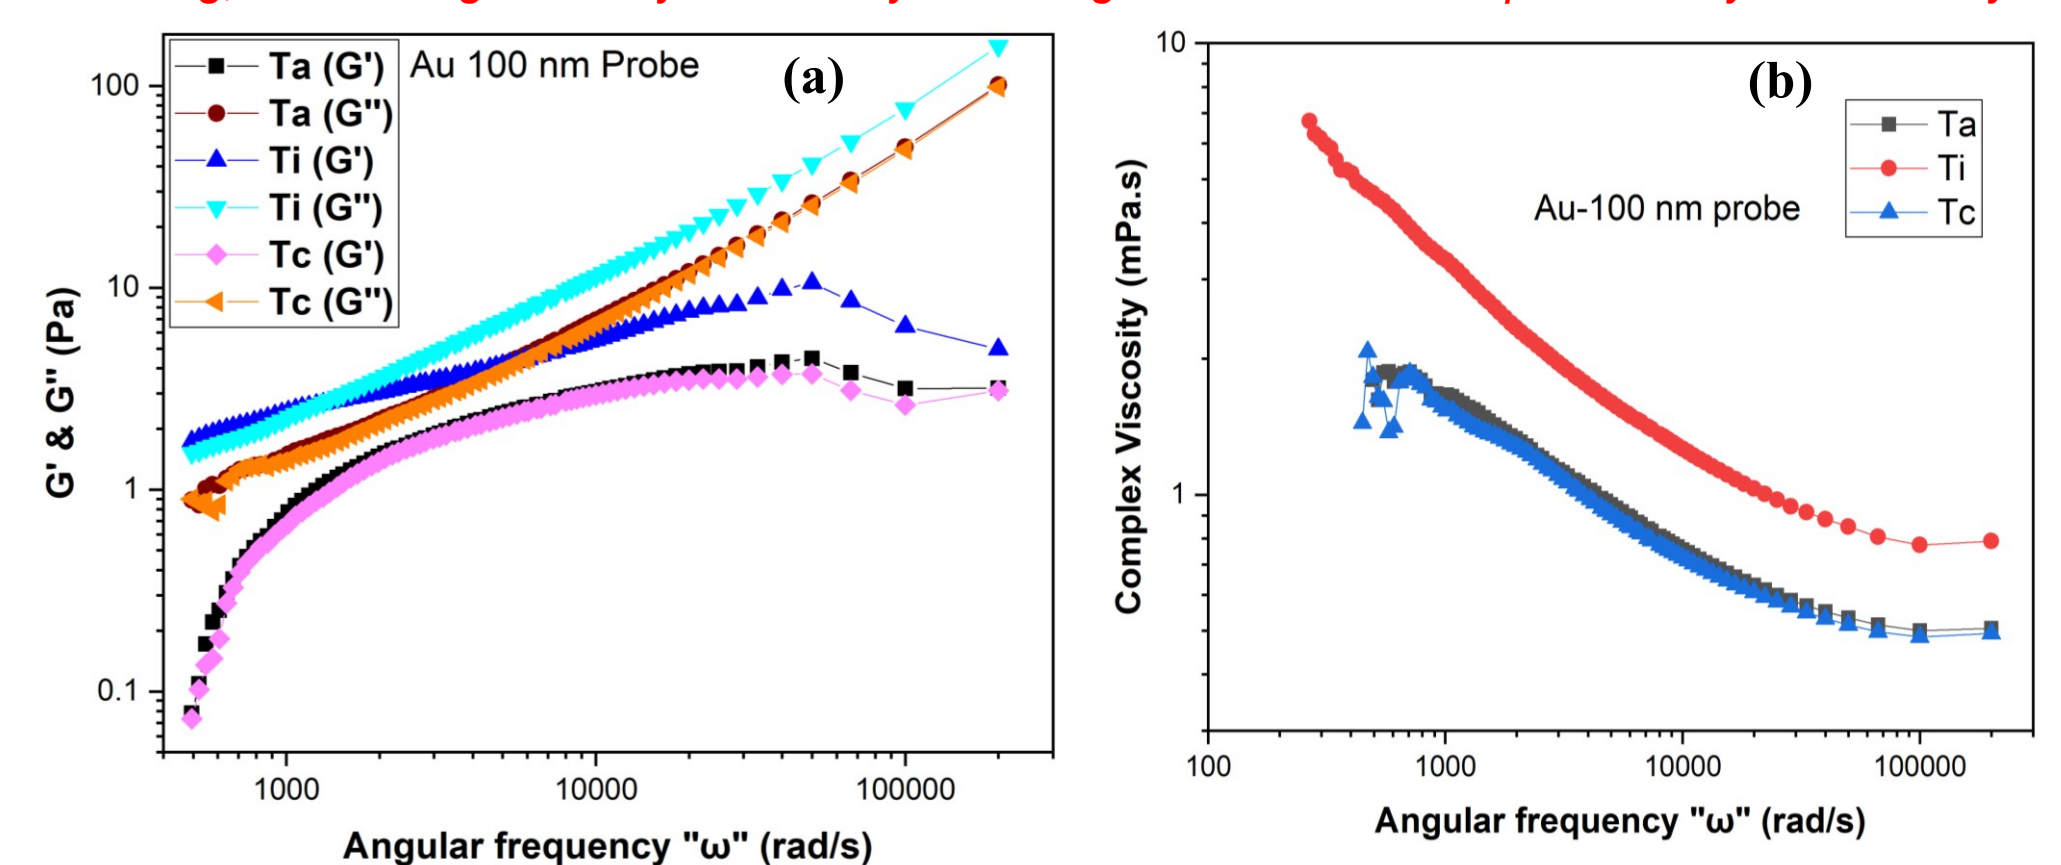 Ta (G')
Ta (G'')
Ti (G')
Ti (G'')
Tc (G')
Tc (G'')
Au 100 nm Probe
(a)
100
10
1
0.1
G' & G'' (Pa)
1000
10000
100000
Angular frequency "ω" (rad/s)
(b)
Ta
Ti
Tc
Au-100 nm probe
10
1
Complex Viscosity (mPa.s)
100
1000
10000
100000
Angular frequency "ω" (rad/s)